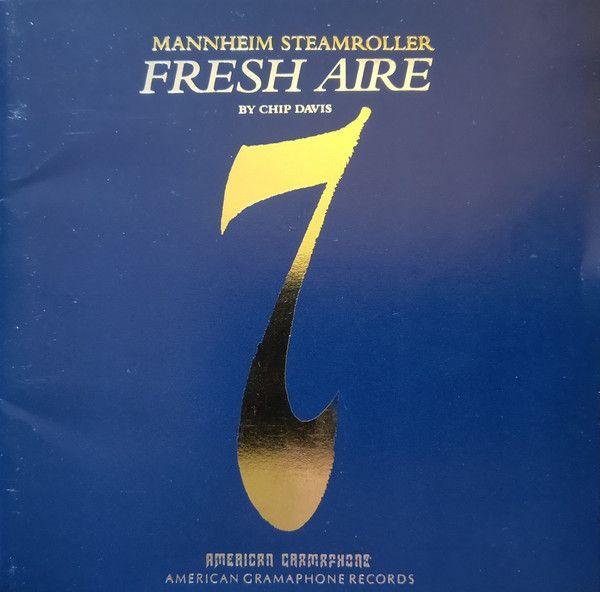 MANNHEIM STEAMROLLER
FRESH AIRE
BY CHIP DAVIS
7
AMERICAN GRAMAPHONE
AMERICAN GRAMAPHONE RECORDS